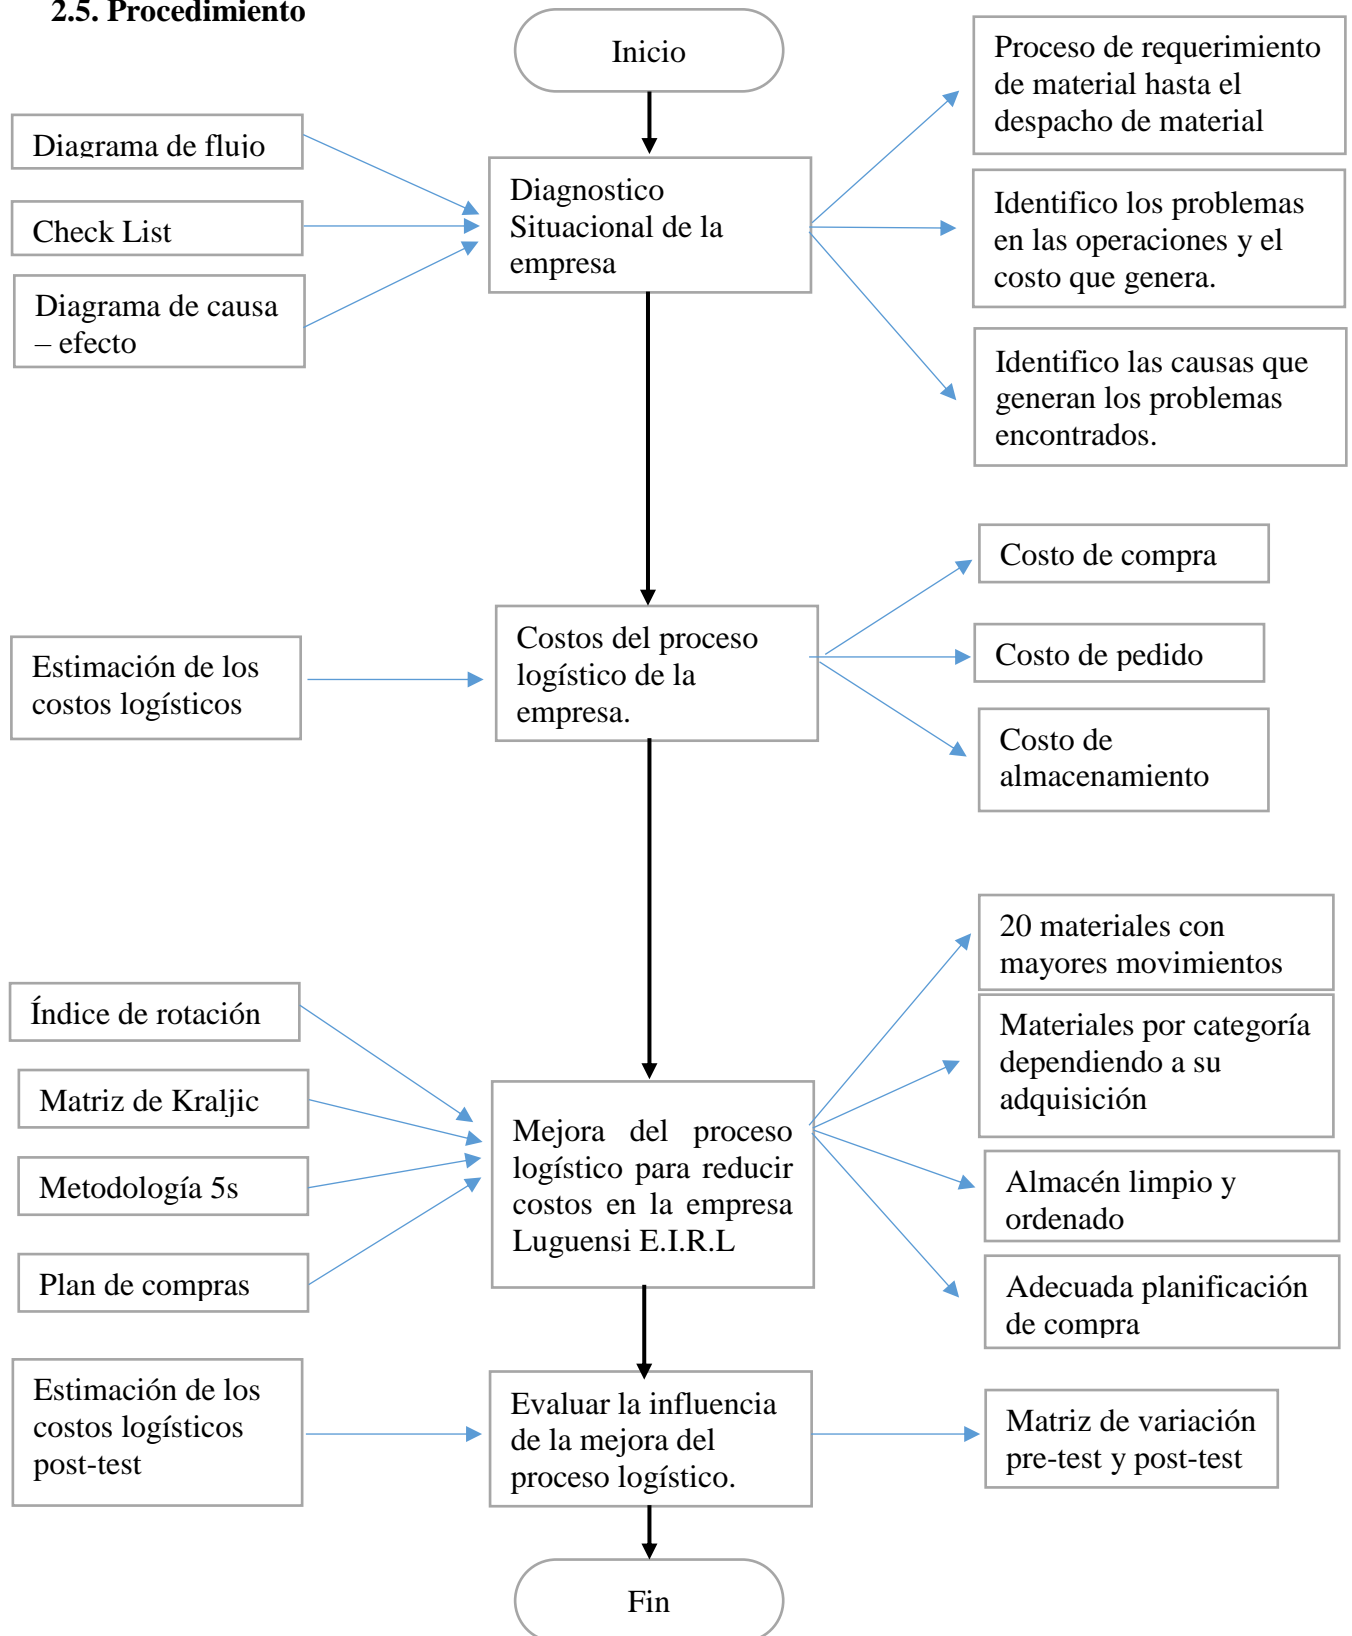 2.5. Procedimiento
Inicio
Diagrama de flujo
Check List
Diagrama de causa
– efecto
Diagnostico
Situacional de la
empresa
Proceso de requerimiento
de material hasta el
despacho de material
Identifico los problemas
en las operaciones y el
costo que genera.
Identifico las causas que
generan los problemas
encontrados.
Estimación de los
costos logísticos
Costos del proceso
logístico de la
empresa.
Costo de compra
Costo de pedido
Costo de
almacenamiento
Índice de rotación
Matriz de Kraljic
Metodología 5s
Plan de compras
Mejora del proceso
logístico para reducir
costos en la empresa
Luguensi E.I.R.L
20 materiales con
mayores movimientos
Materiales por categoría
dependiendo a su
adquisición
Almacén limpio y
ordenado
Adecuada planificación
de compra
Estimación de los
costos logísticos
post-test
Evaluar la influencia
de la mejora del
proceso logístico.
Matriz de variación
pre-test y post-test
Fin